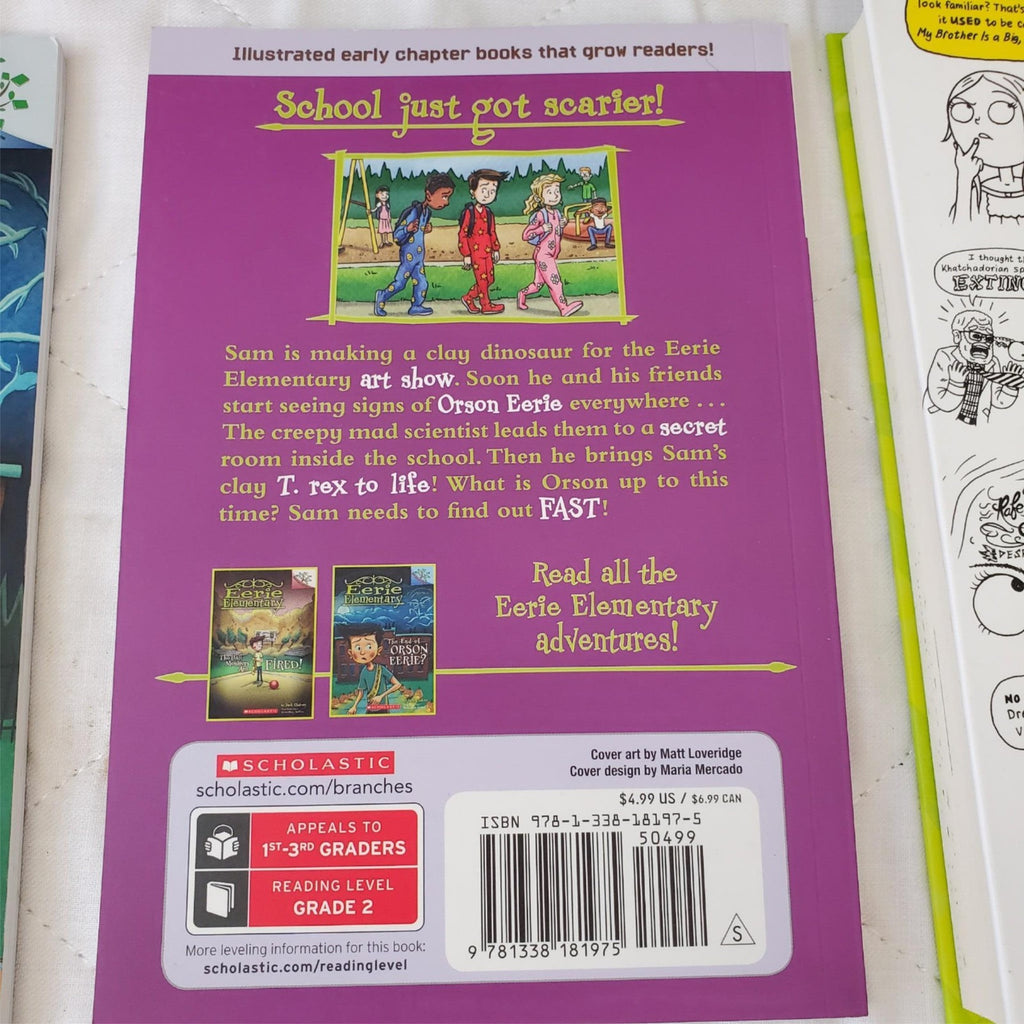 Illustrated early chapter books that grow readers!
School just got scarier!
Sam is making a clay dinosaur for the Eerie
Elementary art show. Soon he and his friends
start seeing signs of Orson Eerie everywhere . . .
The creepy mad scientist leads them to a secret
room inside the school. Then he brings Sam's
clay T. rex to life! What is Orson up to this
time? Sam needs to find out FAST!
Eerie
Elementary
FIRED!
SCHOLASTIC
Eerie
Elementary
The End of
ORSON
EERIE?
SCHOLASTIC
Read all the
Eerie Elementary
adventures!
SCHOLASTIC
scholastic.com/branches
APPEALS TO
1ST-3RD GRADERS
READING LEVEL
GRADE 2
More leveling information for this book:
scholastic.com/readinglevel
Cover art by Matt Loveridge
Cover design by Maria Mercado
$4.99 US / $6.99 CAN
ISBN 978-1-338-18197-5
50499
9 781338 181975
S
look familiar? That's
it USED to be
My Brother Is a Big,
I thought
Khatchadorian
NO